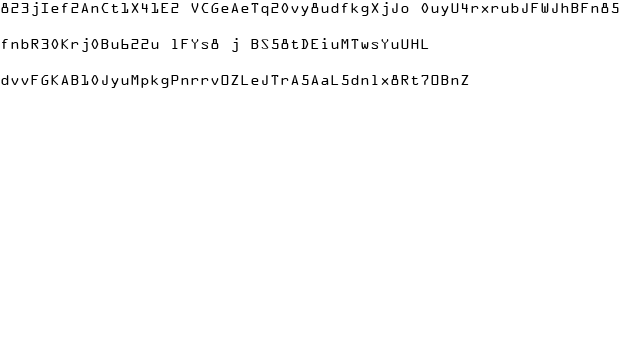 823jIef2AnCt1X41E2 VCGeAeTq20vy8udfkgXjJo 0uyU4rxrubJFWJhBFn85
fnbR30Krj0Bu622u lFYs8 j BS58tDEiuMTwsYuUHL
dvvFGKAB10JyuMpkgPnrrv0ZLeJTrA5AaL5dnlx8Rt70BnZ